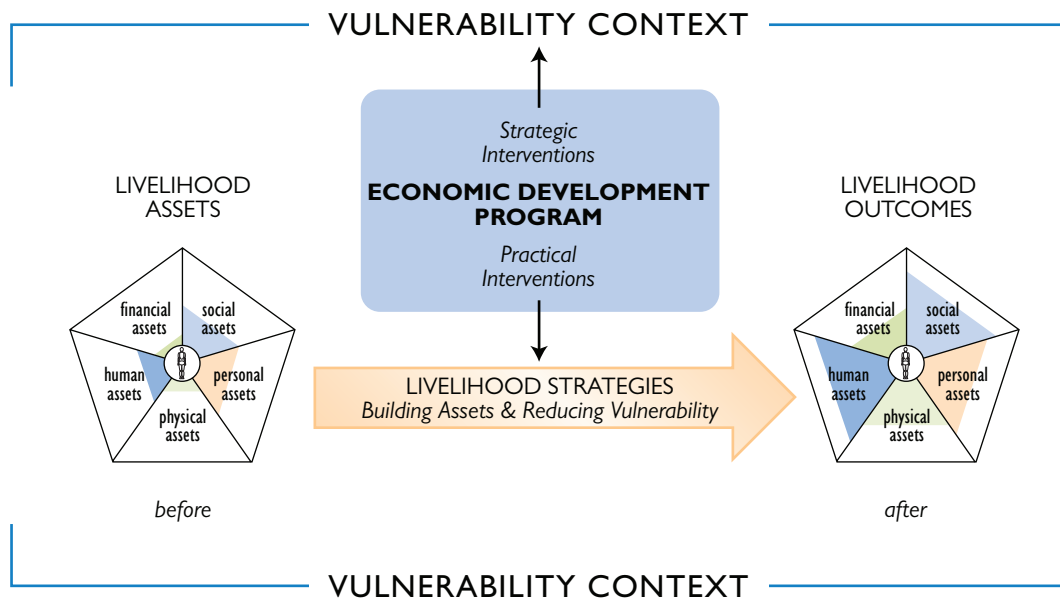 VULNERABILITY CONTEXT
Strategic
Interventions
ECONOMIC DEVELOPMENT
PROGRAM
Practical
Interventions
LIVELIHOOD
ASSETS
financial
assets
social
assets
human
assets
personal
assets
physical
assets
before
LIVELIHOOD STRATEGIES
Building Assets & Reducing Vulnerability
LIVELIHOOD
OUTCOMES
financial
assets
social
assets
human
assets
personal
assets
physical
assets
after
VULNERABILITY CONTEXT